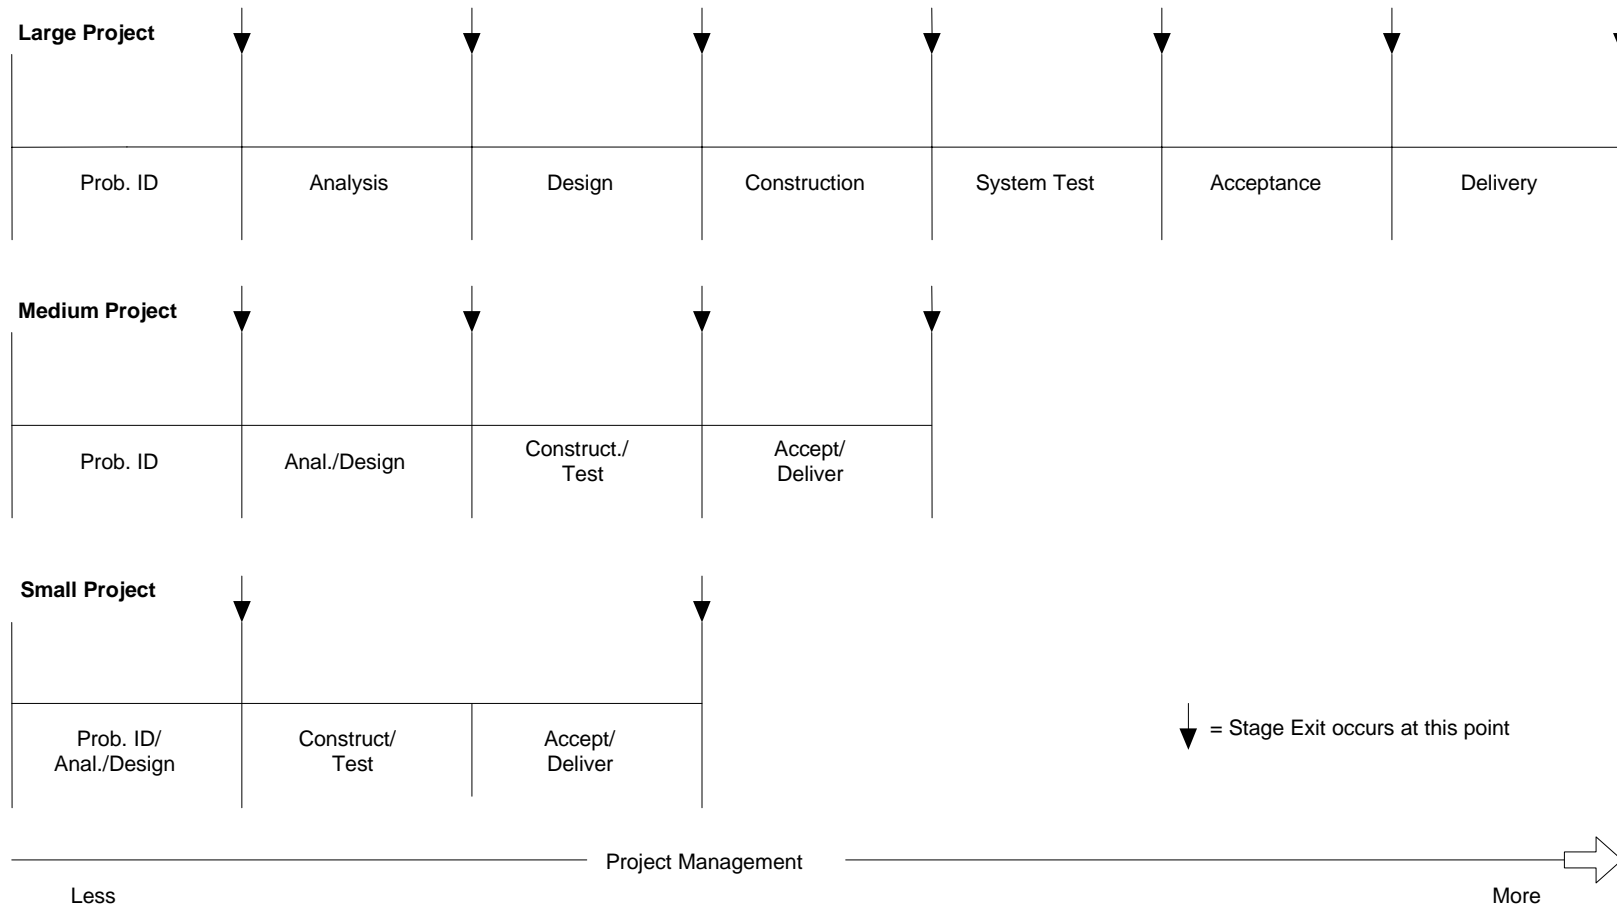 Large Project
Prob. ID
Analysis
Design
Construction
System Test
Acceptance
Delivery
Medium Project
Prob. ID
Anal./Design
Construct./
Test
Accept/
Deliver
Small Project
Prob. ID/
Anal./Design
Construct/
Test
Accept/
Deliver
= Stage Exit occurs at this point
Project Management
Less
More